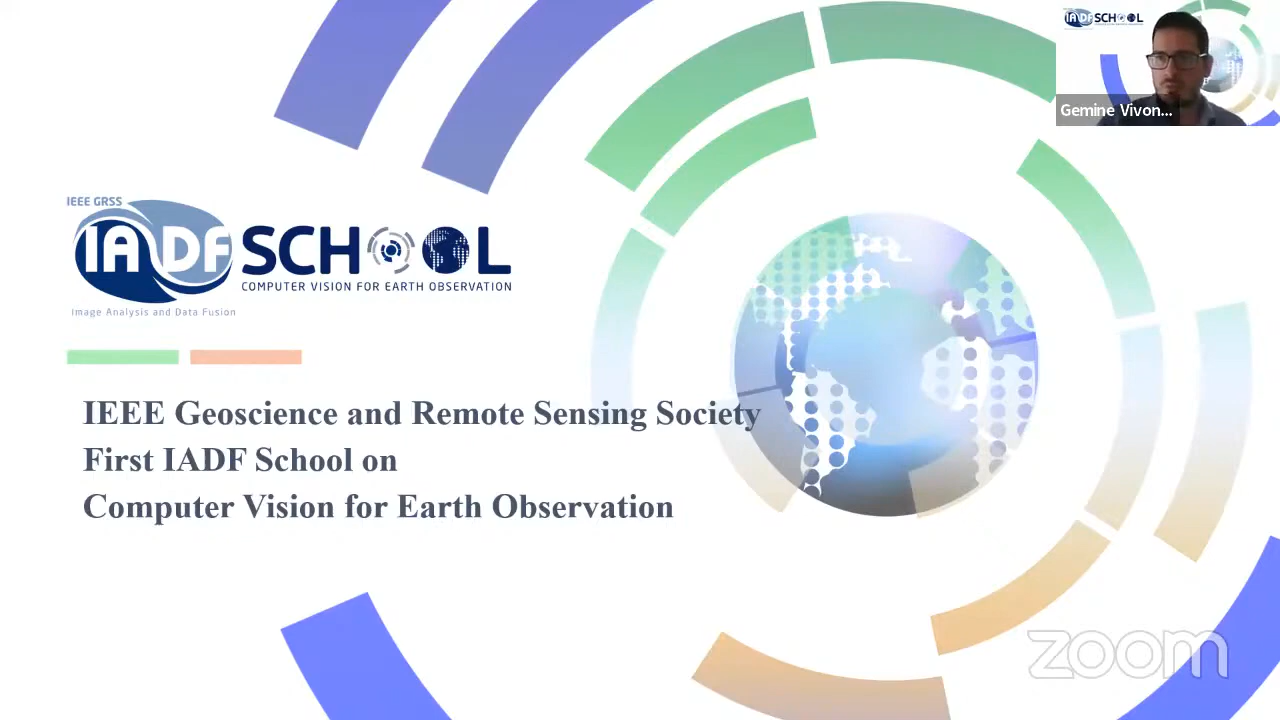 IADF SCHOOL
Gemine Vivon...
IEEE GRSS
IADF SCHOOL
COMPUTER VISION FOR EARTH OBSERVATION
Image Analysis and Data Fusion
IEEE Geoscience and Remote Sensing Society
First IADF School on
Computer Vision for Earth Observation
zoom